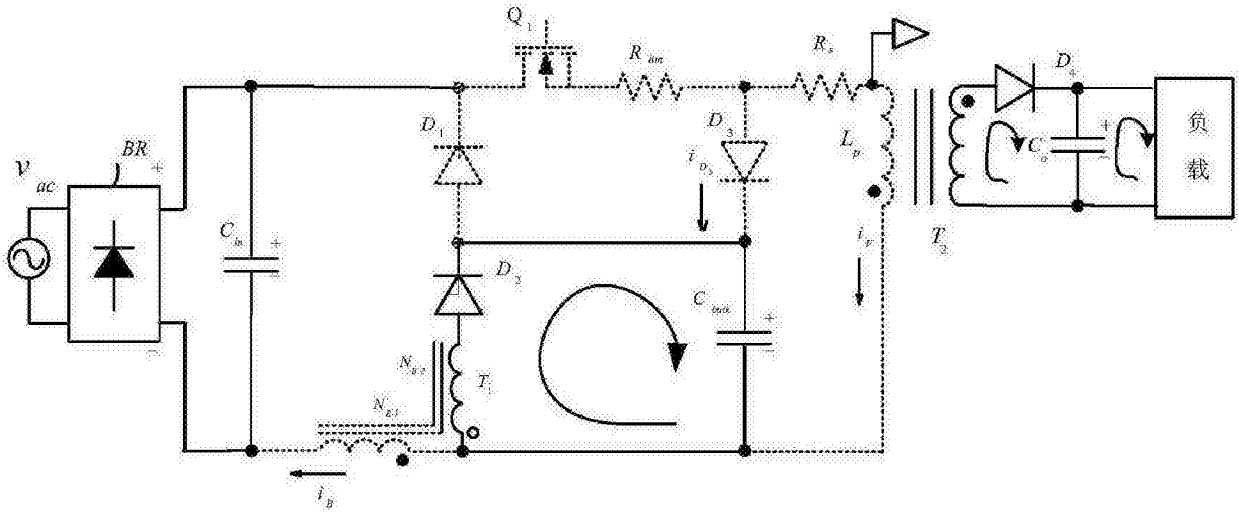 Q1
Rsm
Rs
D4
D1
D3
Lp
Co
负
载
BR
+
vac
iD3
Cin
+
T2
ip
D2
Cbulk
+
−
NB2
T1
NB1
−
iB